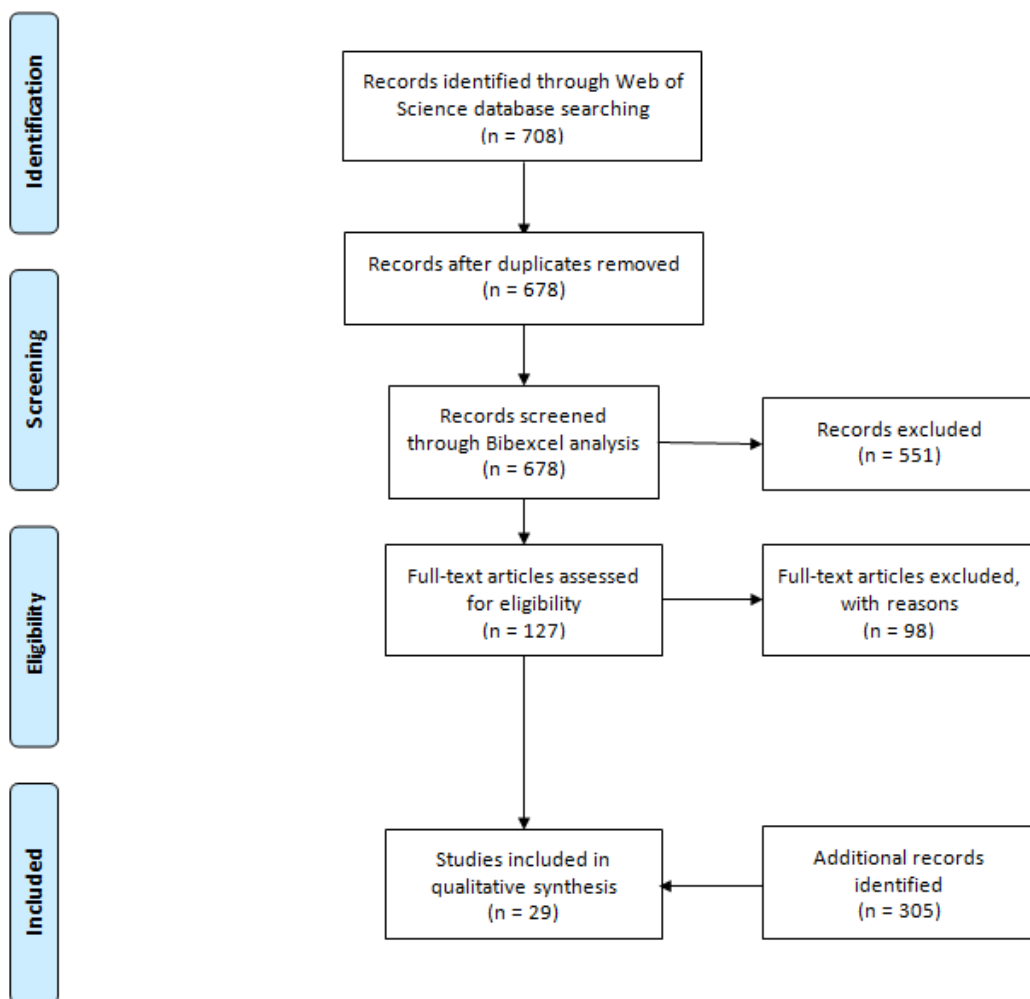 Identification
Records identified through Web of
Science database searching
(n = 708)
Records after duplicates removed
(n = 678)
Screening
Records screened
through Bibexcel analysis
(n = 678)
Records excluded
(n = 551)
Eligibility
Full-text articles assessed
for eligibility
(n = 127)
Full-text articles excluded,
with reasons
(n = 98)
Included
Studies included in
qualitative synthesis
(n = 29)
Additional records
identified
(n = 305)